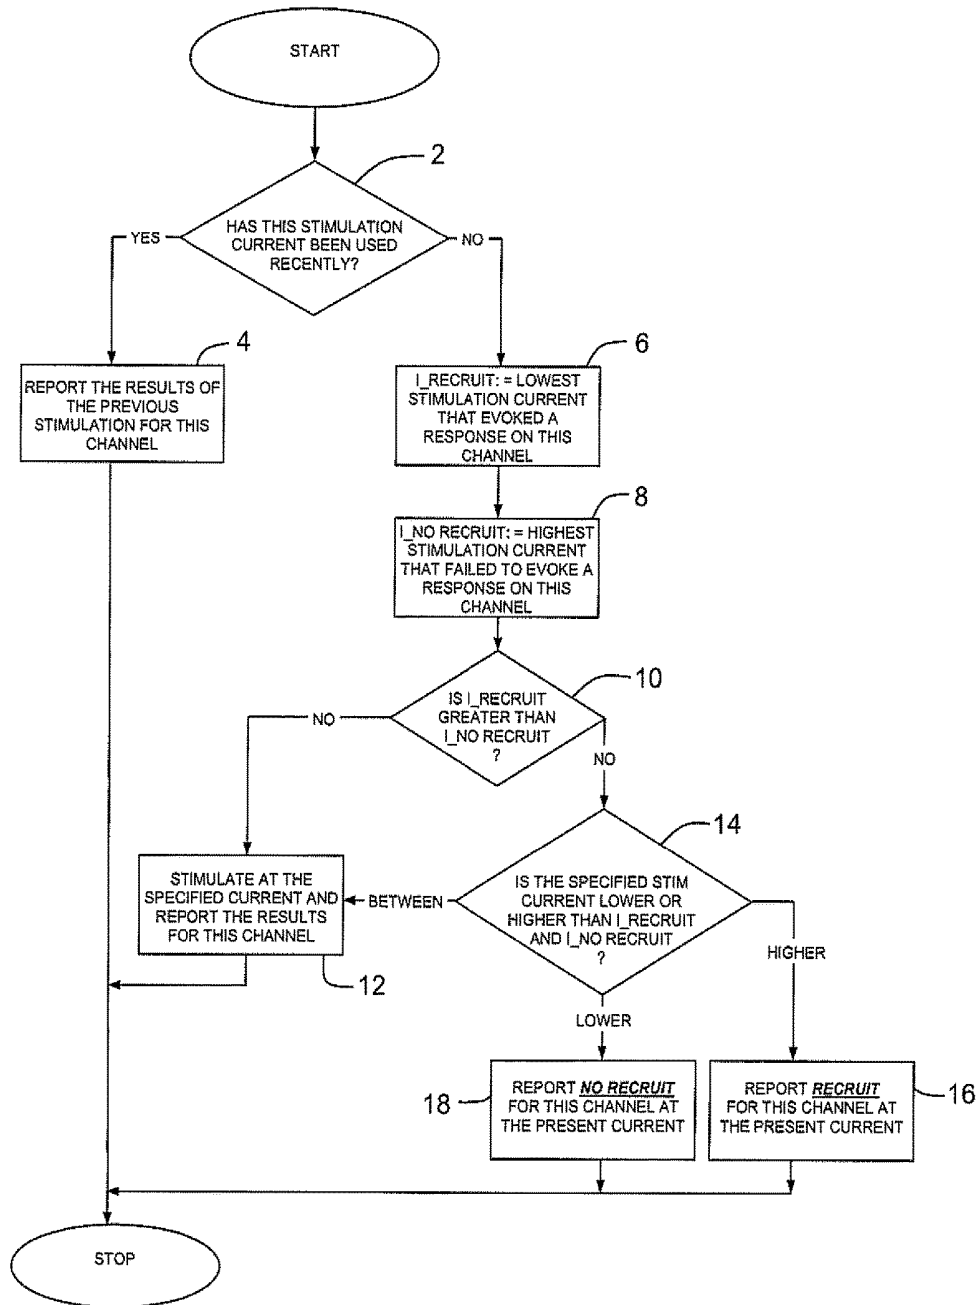 START
2
HAS THIS STIMULATION
CURRENT BEEN USED
RECENTLY?
YES
NO
4
REPORT THE RESULTS OF
THE PREVIOUS
STIMULATION FOR THIS
CHANNEL
6
I_RECRUIT: = LOWEST
STIMULATION CURRENT
THAT EVOKED A
RESPONSE ON THIS
CHANNEL
8
I_NO RECRUIT: = HIGHEST
STIMULATION CURRENT
THAT FAILED TO EVOKE A
RESPONSE ON THIS
CHANNEL
10
IS I_RECRUIT
GREATER THAN
I_NO RECRUIT
?
NO
NO
14
IS THE SPECIFIED STIM
CURRENT LOWER OR
HIGHER THAN I_RECRUIT
AND I_NO RECRUIT
?
BETWEEN
STIMULATE AT THE
SPECIFIED CURRENT AND
REPORT THE RESULTS
FOR THIS CHANNEL
12
HIGHER
LOWER
18
REPORT NO RECRUIT
FOR THIS CHANNEL AT
THE PRESENT CURRENT
REPORT RECRUIT
FOR THIS CHANNEL AT
THE PRESENT CURRENT
16
STOP